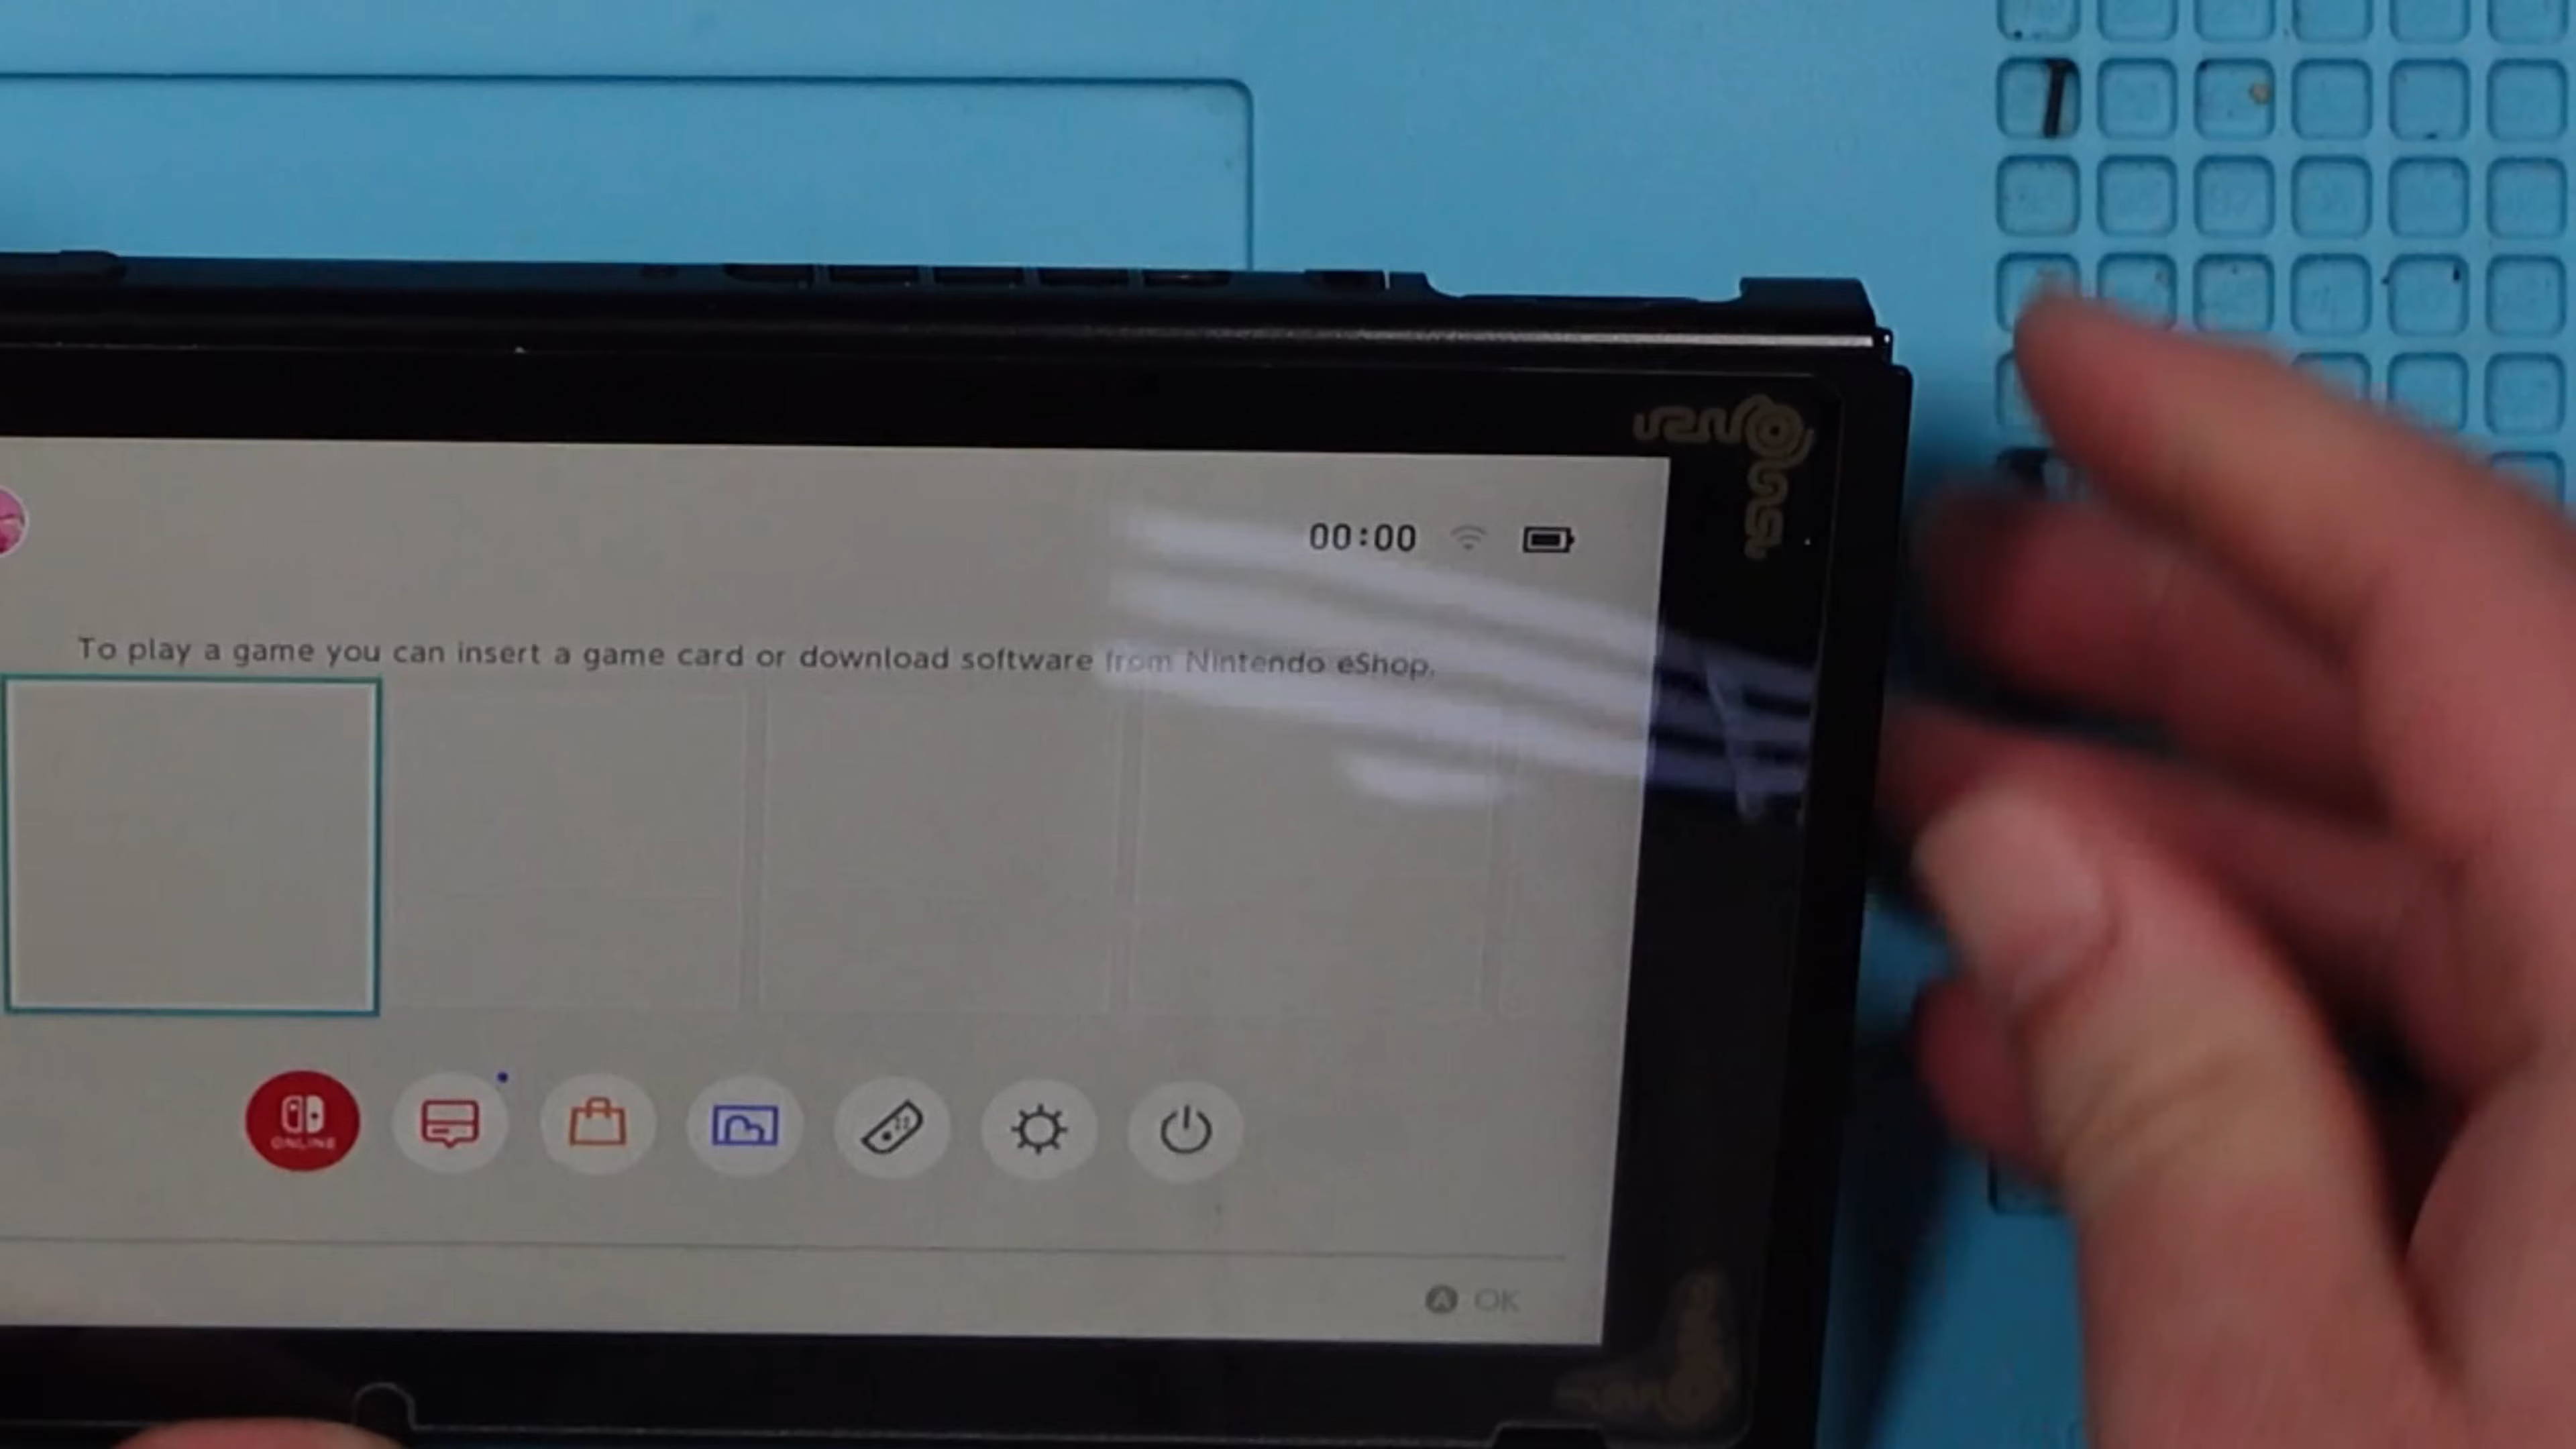 00:00
To play a game you can insert a game card or download software from Nintendo eShop.
ONLINE
A OK